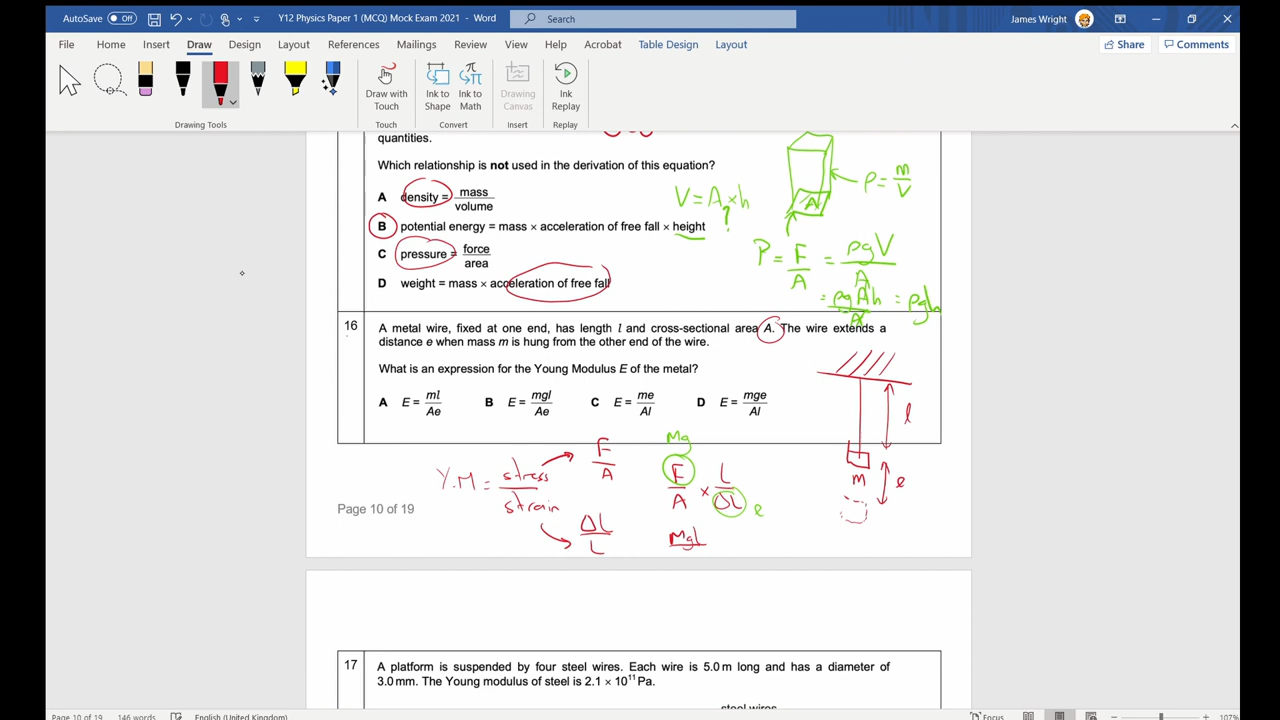 AutoSave Off Y12 Physics Paper 1 (MCQ) Mock Exam 2021 - Word Search James Wright
File Home Insert Draw Design Layout References Mailings Review View Help Acrobat Table Design Layout Share Comments
Draw with Touch Ink to Shape Ink to Math Drawing Canvas Ink Replay
Drawing Tools Touch Convert Insert Replay
quantities.
Which relationship is not used in the derivation of this equation?
A density = mass / volume
B potential energy = mass × acceleration of free fall × height
C pressure = force / area
D weight = mass × acceleration of free fall
V = A × h
?
A
ρ = m / V
P = F / A = ρgV / A
= ρgAh / A = ρgh
16 A metal wire, fixed at one end, has length l and cross-sectional area A. The wire extends a
distance e when mass m is hung from the other end of the wire.
What is an expression for the Young Modulus E of the metal?
A E = ml / Ae B E = mgl / Ae C E = me / Al D E = mge / Al
l
m
e
Y.M = stress / strain
F / A
ΔL / L
Mg
F / A × L / ΔL e
MgL
Page 10 of 19
17 A platform is suspended by four steel wires. Each wire is 5.0 m long and has a diameter of
3.0 mm. The Young modulus of steel is 2.1 × 10¹¹ Pa.
steel wires
Page 10 of 19 146 words English (United Kingdom) Focus 107%